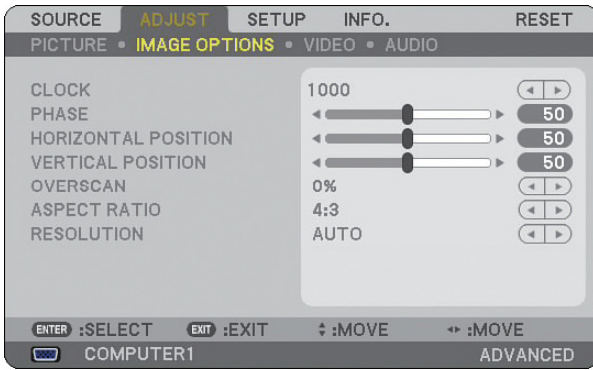 SOURCE ADJUST SETUP INFO. RESET
PICTURE • IMAGE OPTIONS • VIDEO • AUDIO
CLOCK 1000
PHASE 50
HORIZONTAL POSITION 50
VERTICAL POSITION 50
OVERSCAN 0%
ASPECT RATIO 4:3
RESOLUTION AUTO
ENTER :SELECT EXIT :EXIT :MOVE :MOVE
COMPUTER1 ADVANCED